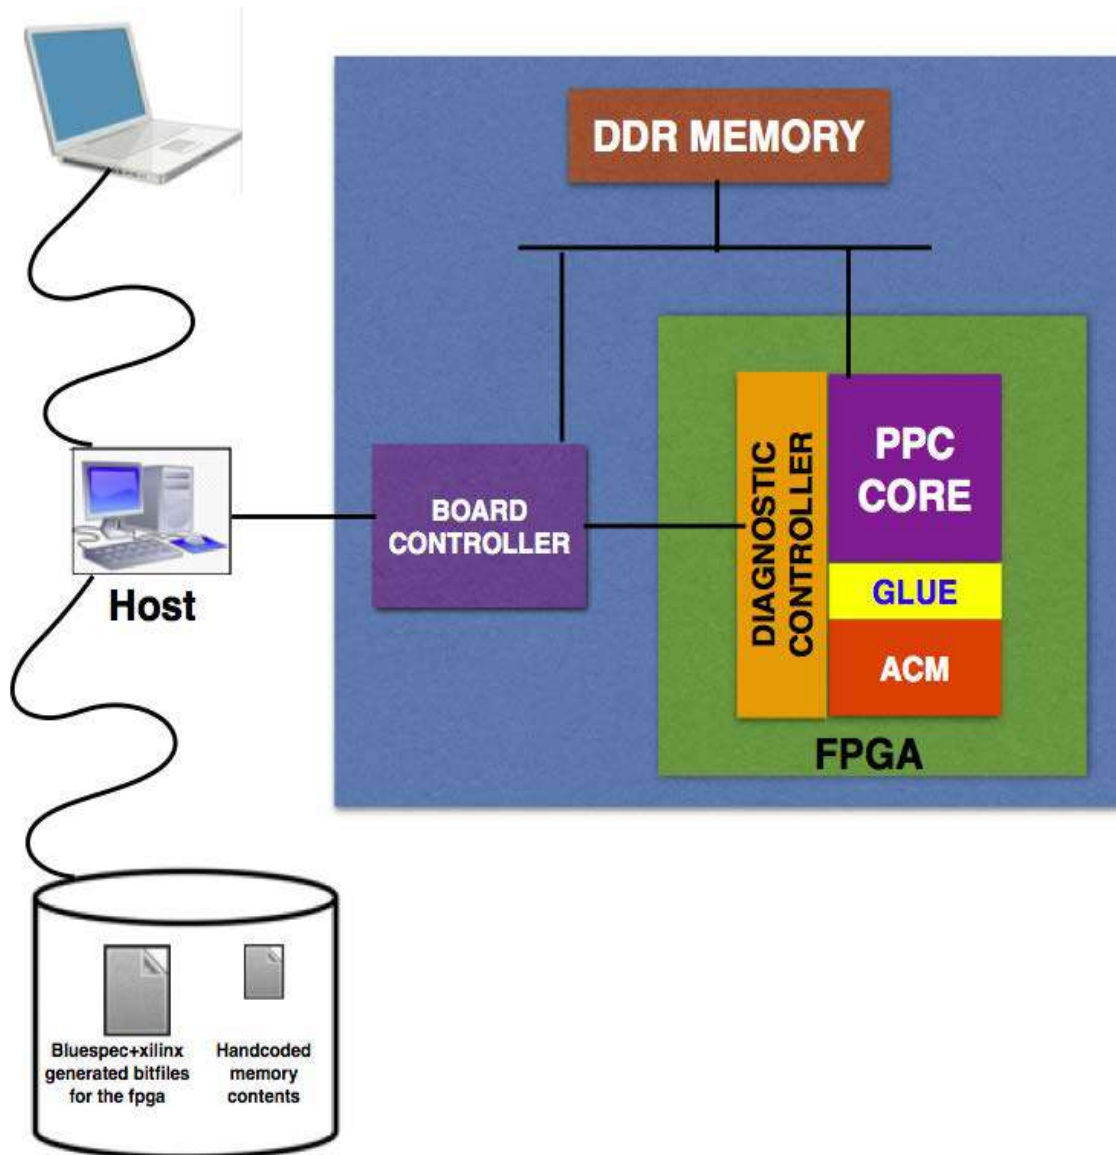 DDR MEMORY
BOARD
CONTROLLER
DIAGNOSTIC
CONTROLLER
PPC
CORE
GLUE
ACM
FPGA
Host
Bluespec+xilinx
generated bitfiles
for the fpga
Handcoded
memory
contents